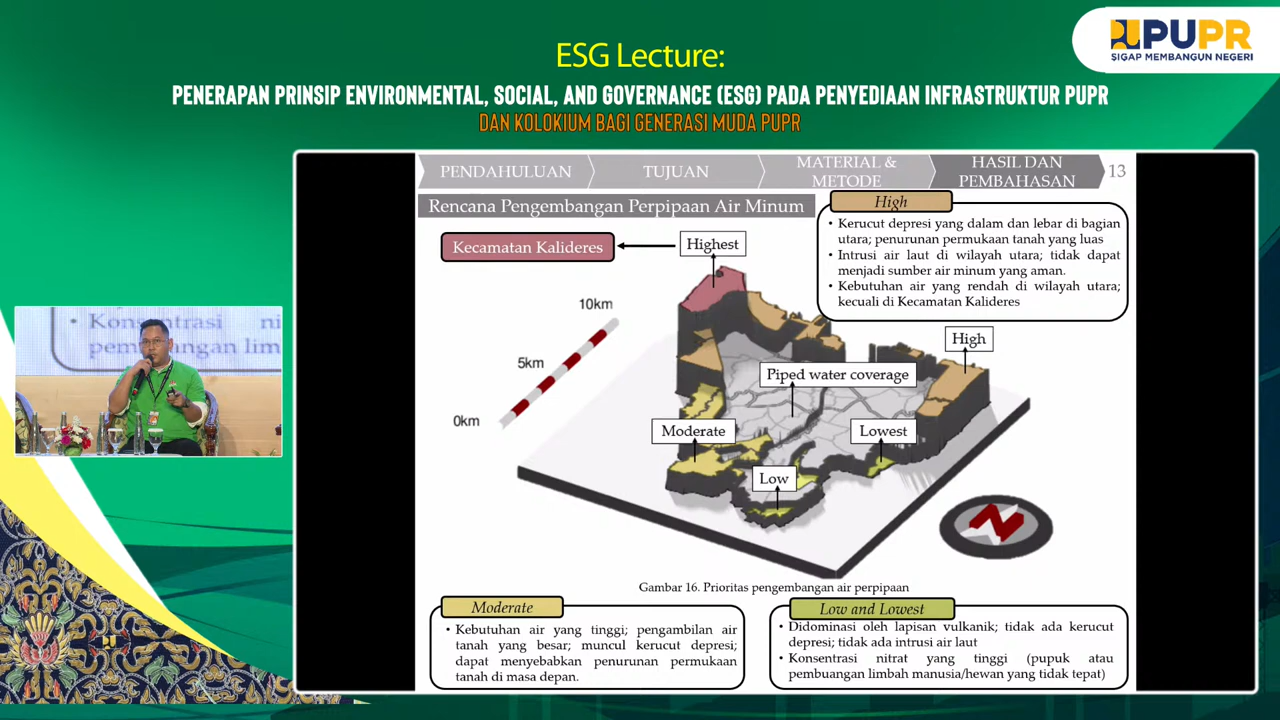 PUPR
SIGAP MEMBANGUN NEGERI
ESG Lecture:
PENERAPAN PRINSIP ENVIRONMENTAL, SOCIAL, AND GOVERNANCE (ESG) PADA PENYEDIAAN INFRASTRUKTUR PUPR
DAN KOLOKIUM BAGI GENERASI MUDA PUPR
PENDAHULUAN
TUJUAN
MATERIAL &
METODE
HASIL DAN
PEMBAHASAN
13
Rencana Pengembangan Perpipaan Air Minum
High
• Kerucut depresi yang dalam dan lebar di bagian
utara; penurunan permukaan tanah yang luas
• Intrusi air laut di wilayah utara; tidak dapat
menjadi sumber air minum yang aman.
• Kebutuhan air yang rendah di wilayah utara;
kecuali di Kecamatan Kalideres
Kecamatan Kalideres
Highest
10km
5km
0km
High
Piped water coverage
Moderate
Lowest
Low
• Konsentrasi ni
pembuangan lim
Gambar 16. Prioritas pengembangan air perpipaan
Moderate
• Kebutuhan air yang tinggi; pengambilan air
tanah yang besar; muncul kerucut depresi;
dapat menyebabkan penurunan permukaan
tanah di masa depan.
Low and Lowest
• Didominasi oleh lapisan vulkanik; tidak ada kerucut
depresi; tidak ada intrusi air laut
• Konsentrasi nitrat yang tinggi (pupuk atau
pembuangan limbah manusia/hewan yang tidak tepat)